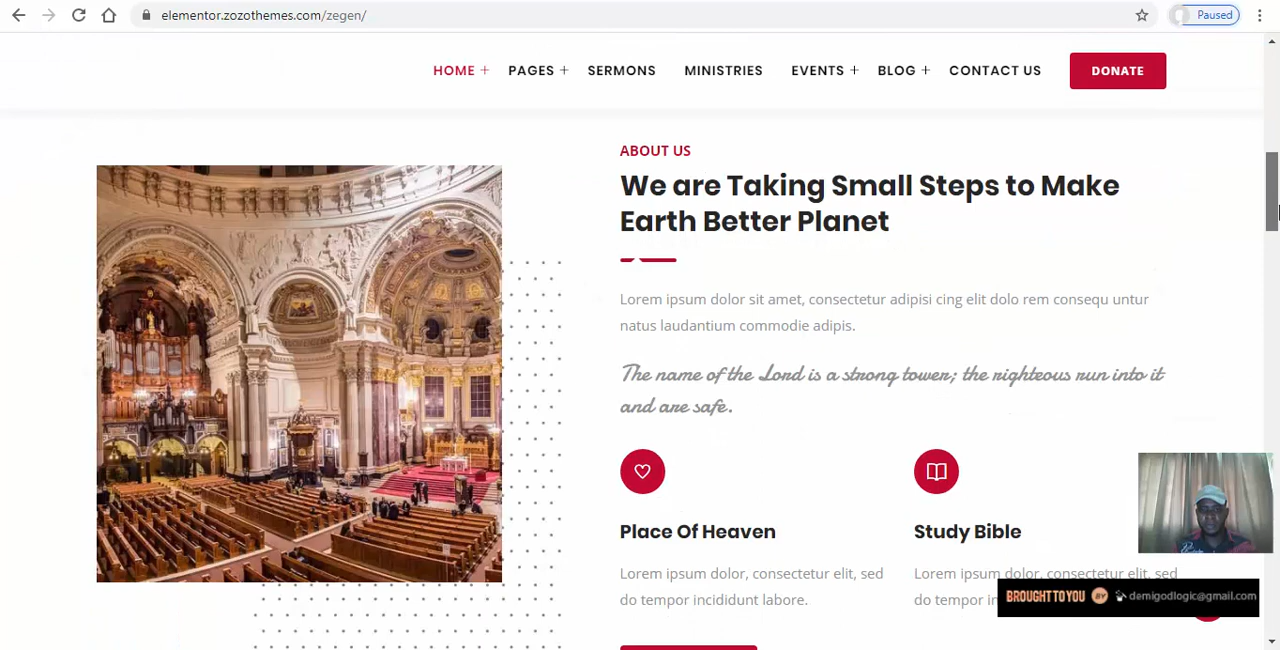 elementor.zozothemes.com/zegen/
Paused
HOME + PAGES + SERMONS MINISTRIES EVENTS + BLOG + CONTACT US DONATE
ABOUT US
We are Taking Small Steps to Make
Earth Better Planet
Lorem ipsum dolor sit amet, consectetur adipisi cing elit dolo rem consequ untur
natus laudantium commodie adipis.
The name of the Lord is a strong tower; the righteous run into it
and are safe.
Place Of Heaven
Lorem ipsum dolor, consectetur elit, sed
do tempor incididunt labore.
Study Bible
Lorem ipsum dolor, consectetur elit, sed
do tempor
BROUGHT TO YOU BY demigodlogic@gmail.com